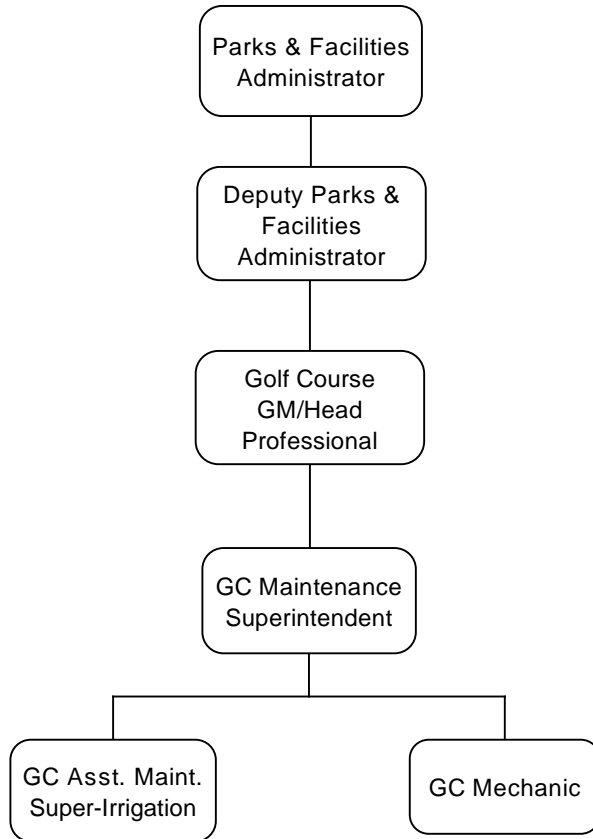 Parks & Facilities
Administrator
Deputy Parks &
Facilities
Administrator
Golf Course
GM/Head
Professional
GC Maintenance
Superintendent
GC Asst. Maint.
Super-Irrigation
GC Mechanic